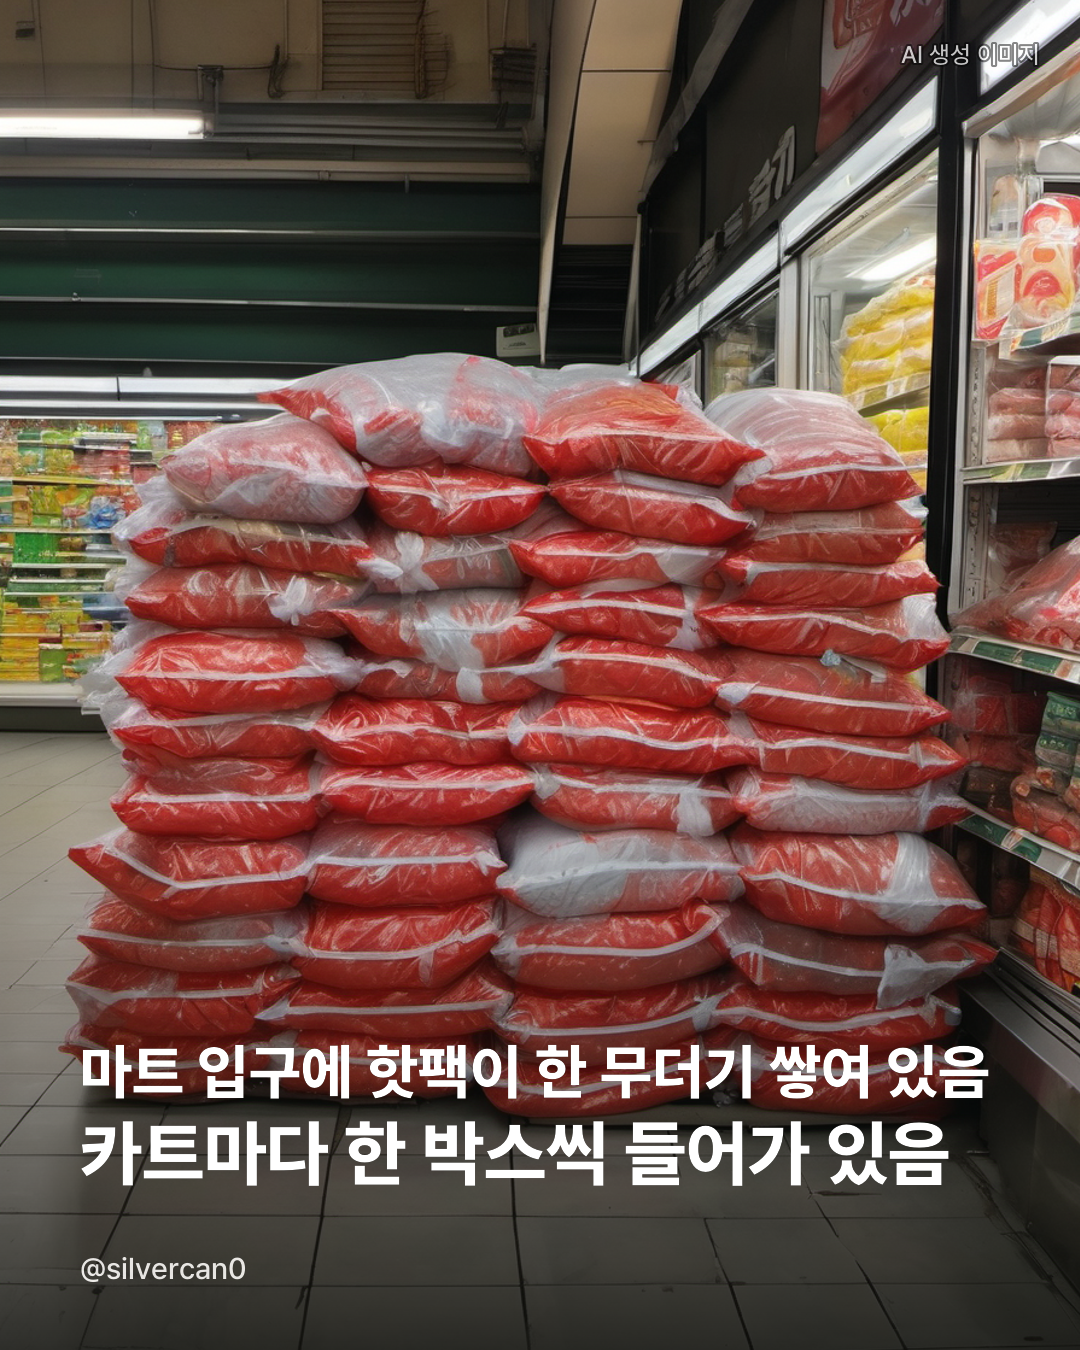 AI 생성 이미지
마트 입구에 핫팩이 한 무더기 쌓여 있음
카트마다 한 박스씩 들어가 있음
@silvercan0